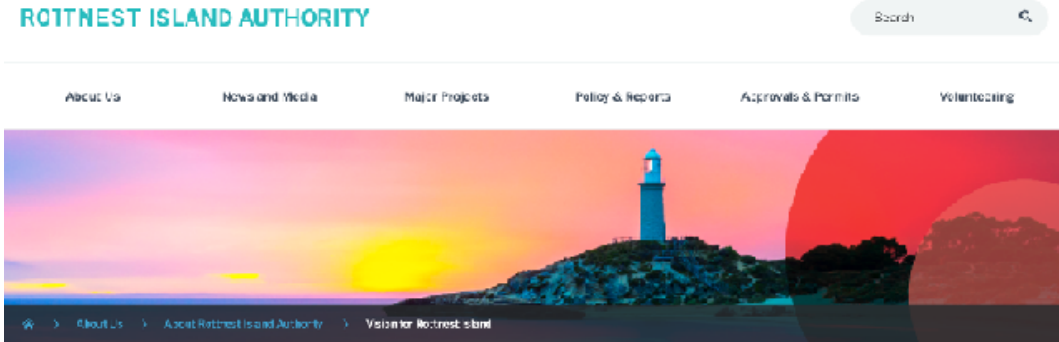 ROTTNEST ISLAND AUTHORITY
Search
About Us News and Media Major Projects Policy & Reports Approvals & Permits Volunteering
> About Us > About Rottnest Island Authority > Vision for Rottnest Island